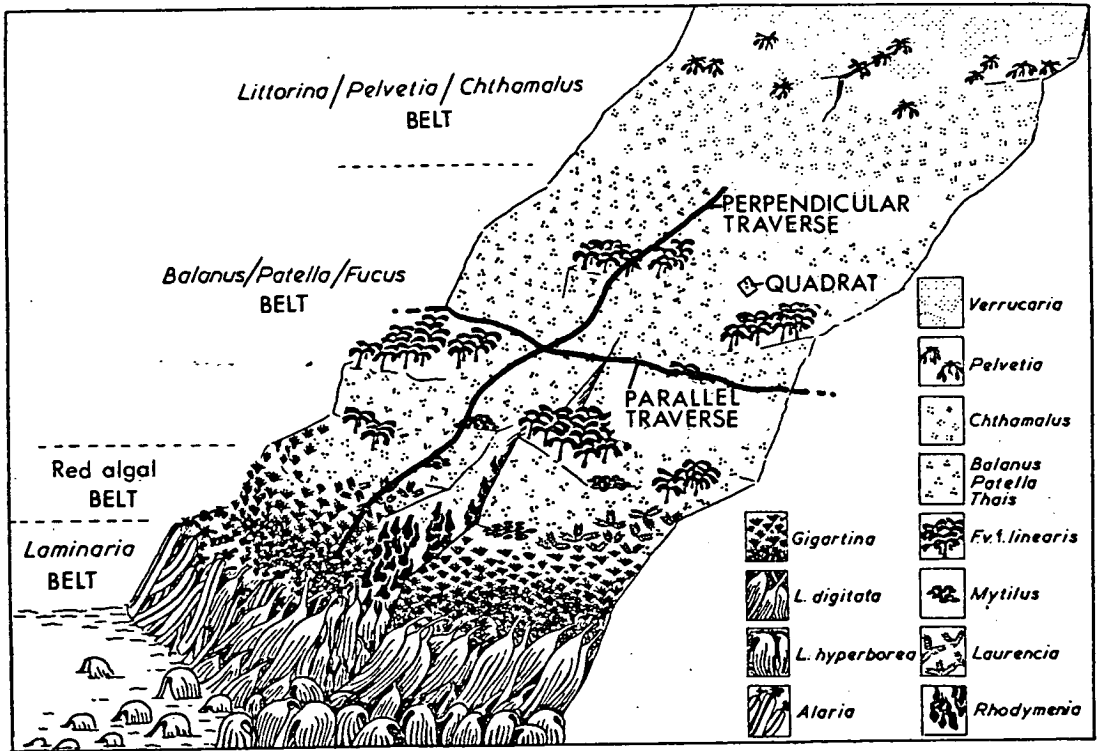 Littorina/Pelvetia/Chthamalus
BELT
PERPENDICULAR
TRAVERSE
Balanus/Patella/Fucus
BELT
QUADRAT
PARALLEL
TRAVERSE
Red algal
BELT
Laminaria
BELT
Verrucaria
Pelvetia
Chthamalus
Balanus
Patella
Thais
Gigartina
F.v.f. linearis
L. digitata
Mytilus
L. hyperborea
Laurencia
Alaria
Rhodymenia